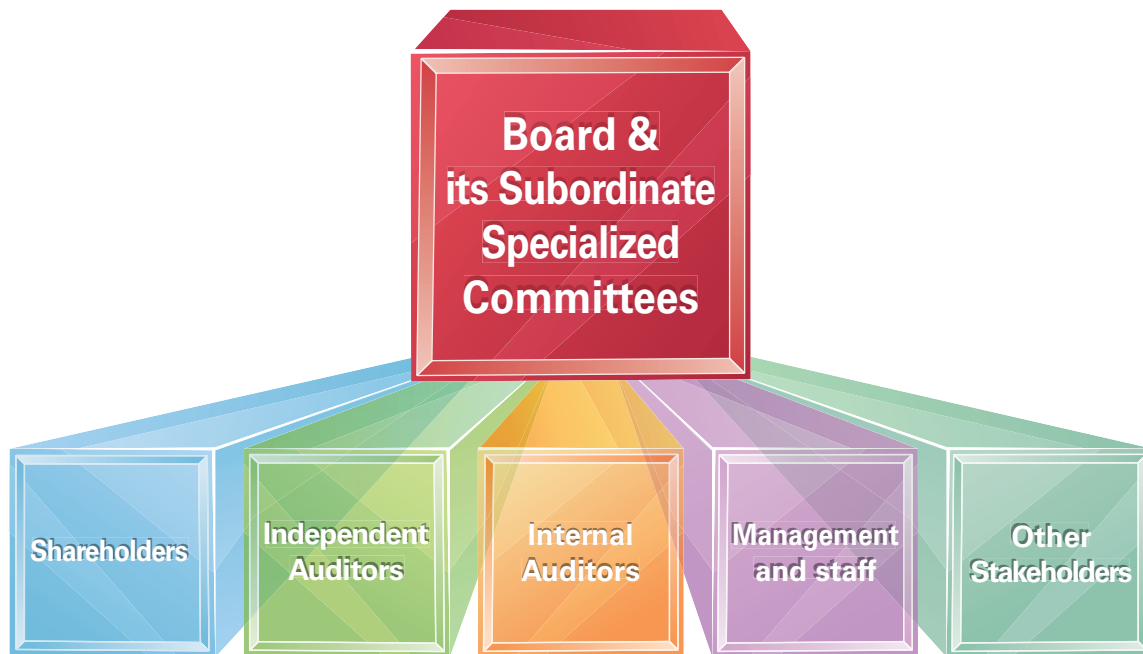 Board &
its Subordinate
Specialized
Committees
Shareholders
Independent
Auditors
Internal
Auditors
Management
and staff
Other
Stakeholders